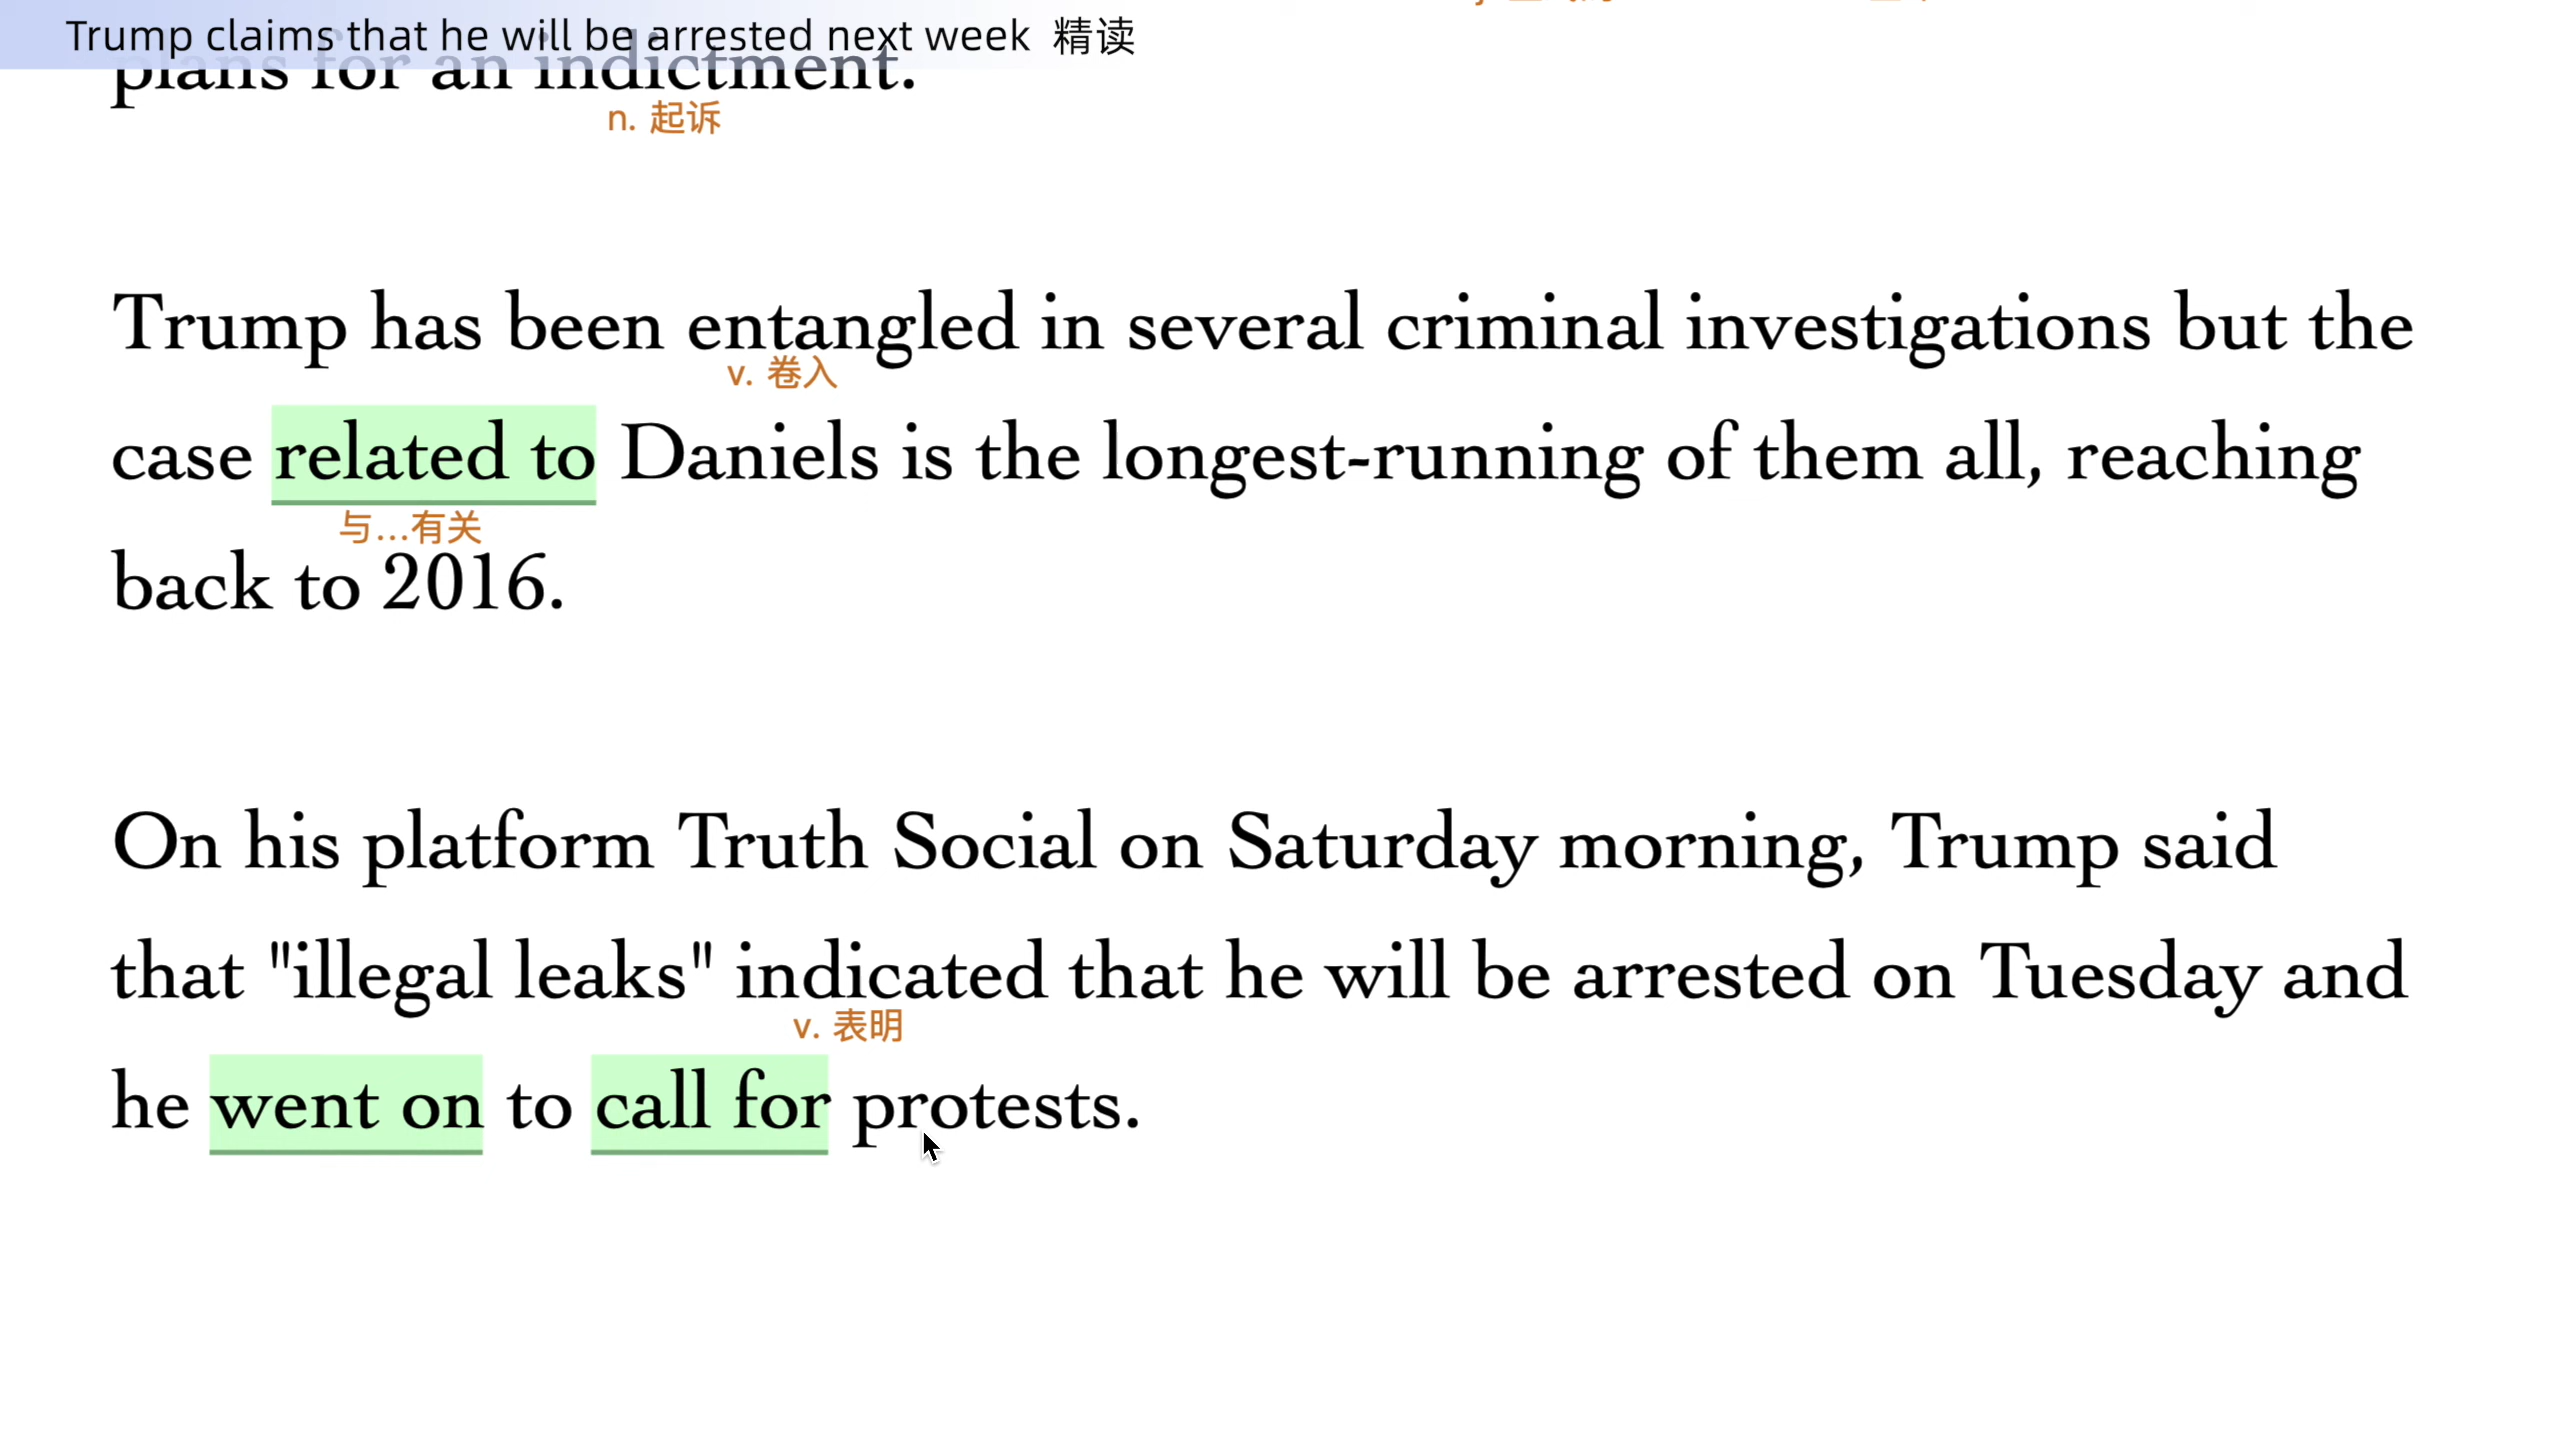 Trump claims that he will be arrested next week 精读
plans for an indictment.
n. 起诉
Trump has been entangled in several criminal investigations but the
v. 卷入
case related to Daniels is the longest-running of them all, reaching
与...有关
back to 2016.
On his platform Truth Social on Saturday morning, Trump said
that "illegal leaks" indicated that he will be arrested on Tuesday and
v. 表明
he went on to call for protests.